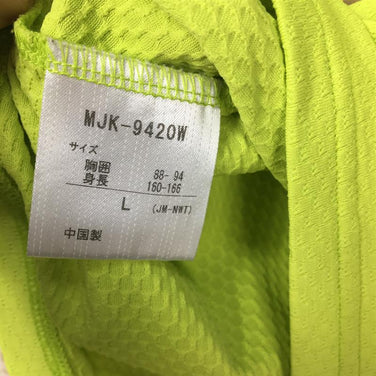 MJK-9420W
サイズ
胸囲 88- 94
身長 160-166
L (JM-NWT)
中国製